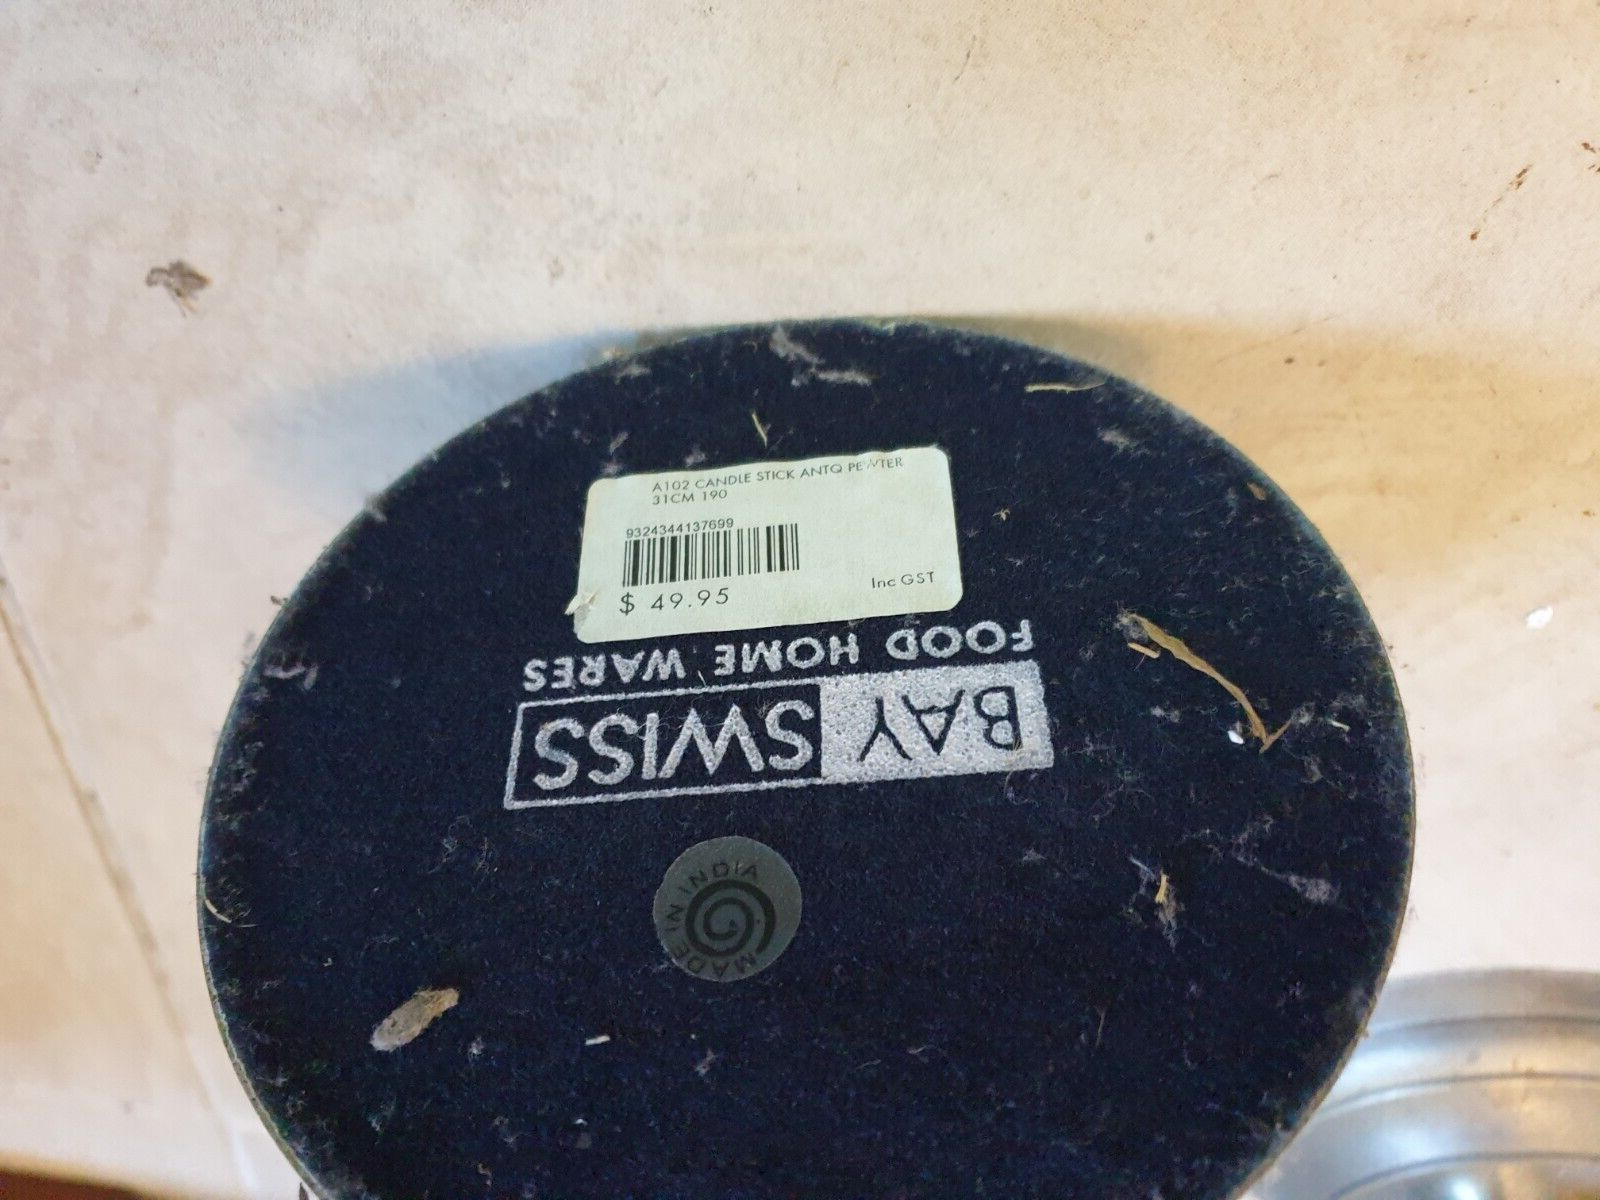 A102 CANDLE STICK ANTQ PEWTER
31CM 190
9324344137699
$ 49.95
Inc GST
BAY SWISS
FOOD HOME WARES
MADE IN INDIA